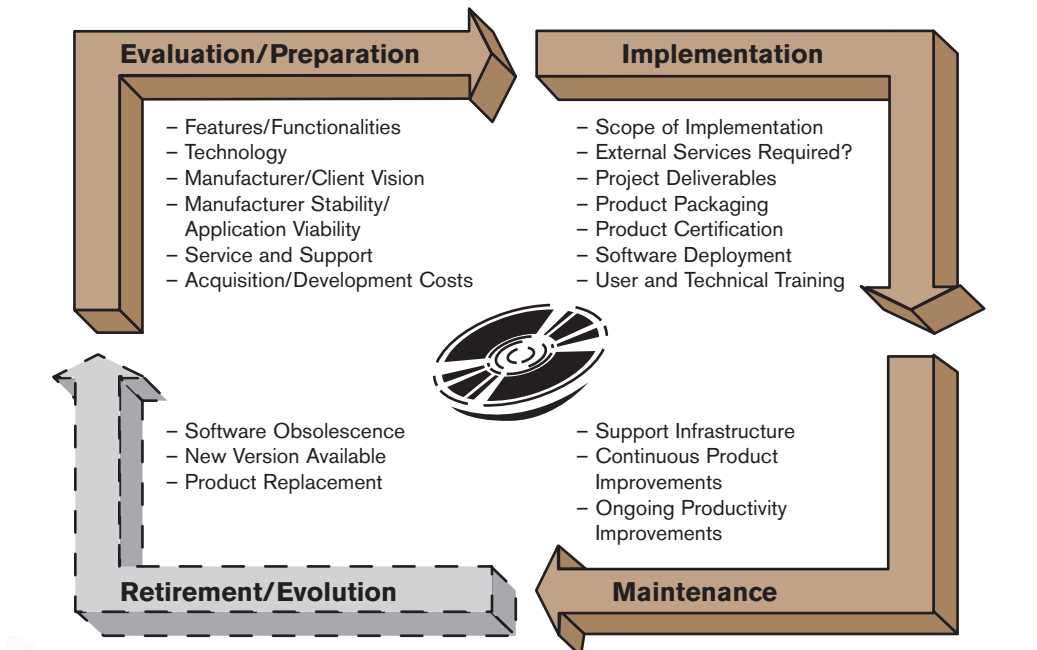 Evaluation/Preparation
– Features/Functionalities
– Technology
– Manufacturer/Client Vision
– Manufacturer Stability/
Application Viability
– Service and Support
– Acquisition/Development Costs
Implementation
– Scope of Implementation
– External Services Required?
– Project Deliverables
– Product Packaging
– Product Certification
– Software Deployment
– User and Technical Training
– Software Obsolescence
– New Version Available
– Product Replacement
Retirement/Evolution
– Support Infrastructure
– Continuous Product
Improvements
– Ongoing Productivity
Improvements
Maintenance